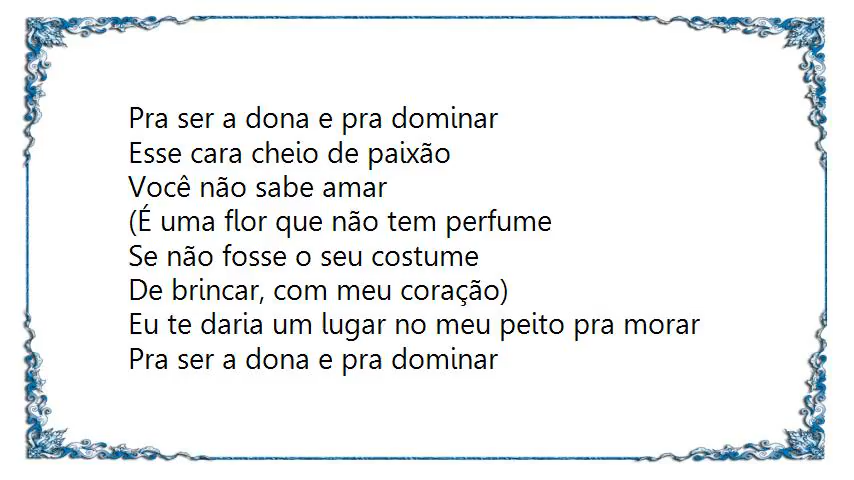 Pra ser a dona e pra dominar
Esse cara cheio de paixão
Você não sabe amar
(É uma flor que não tem perfume
Se não fosse o seu costume
De brincar, com meu coração)
Eu te daria um lugar no meu peito pra morar
Pra ser a dona e pra dominar